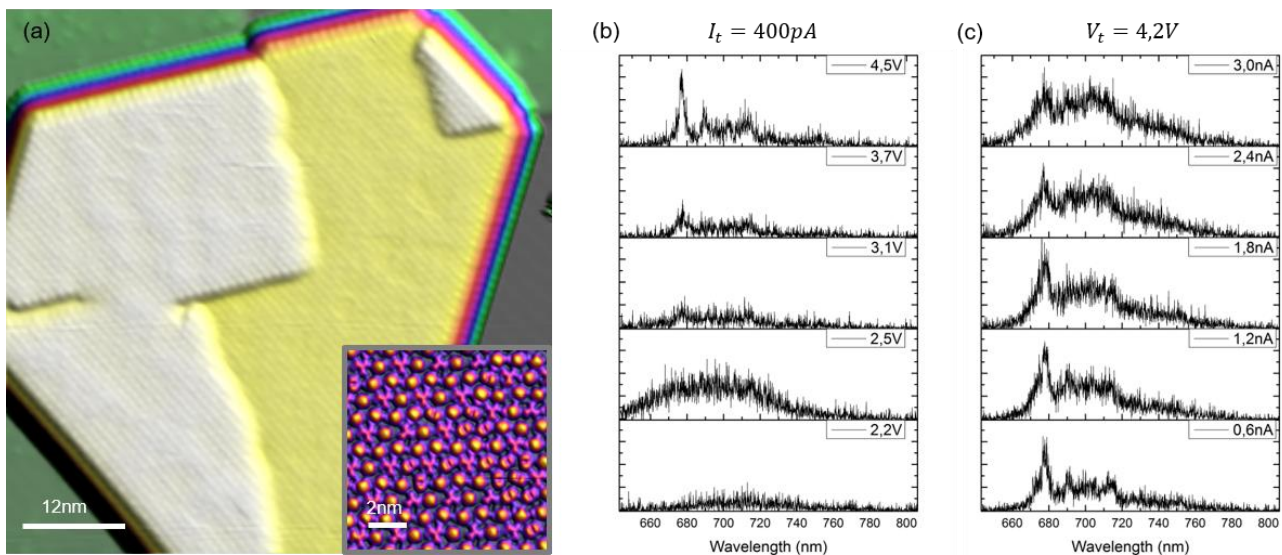 (a)
12nm
2nm
(b)
I_t = 400pA
4,5V
3,7V
3,1V
2,5V
2,2V
660 680 700 720 740 760 780 800
Wavelength (nm)
(c)
V_t = 4,2V
3,0nA
2,4nA
1,8nA
1,2nA
0,6nA
660 680 700 720 740 760 780 800
Wavelength (nm)